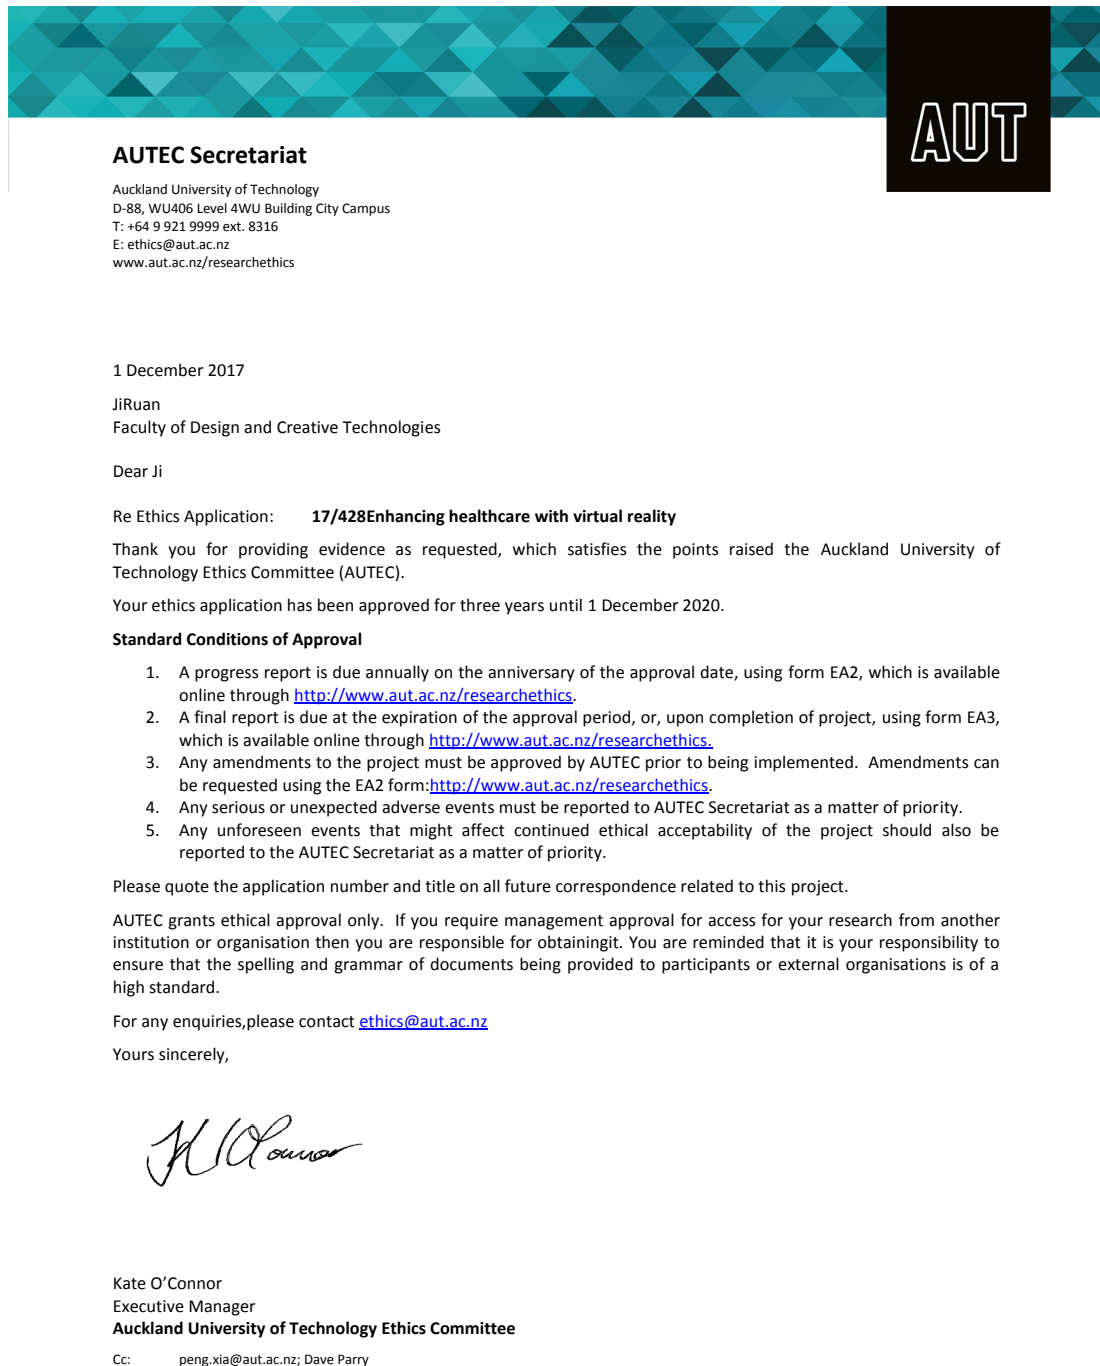 AUT
AUTEC Secretariat
Auckland University of Technology
D-88, WU406 Level 4WU Building City Campus
T: +64 9 921 9999 ext. 8316
E: ethics@aut.ac.nz
www.aut.ac.nz/researchethics
1 December 2017
JiRuan
Faculty of Design and Creative Technologies
Dear Ji
Re Ethics Application: 17/428Enhancing healthcare with virtual reality
Thank you for providing evidence as requested, which satisfies the points raised the Auckland University of
Technology Ethics Committee (AUTEC).
Your ethics application has been approved for three years until 1 December 2020.
Standard Conditions of Approval
1. A progress report is due annually on the anniversary of the approval date, using form EA2, which is available
online through http://www.aut.ac.nz/researchethics.
2. A final report is due at the expiration of the approval period, or, upon completion of project, using form EA3,
which is available online through http://www.aut.ac.nz/researchethics.
3. Any amendments to the project must be approved by AUTEC prior to being implemented. Amendments can
be requested using the EA2 form:http://www.aut.ac.nz/researchethics.
4. Any serious or unexpected adverse events must be reported to AUTEC Secretariat as a matter of priority.
5. Any unforeseen events that might affect continued ethical acceptability of the project should also be
reported to the AUTEC Secretariat as a matter of priority.
Please quote the application number and title on all future correspondence related to this project.
AUTEC grants ethical approval only. If you require management approval for access for your research from another
institution or organisation then you are responsible for obtainingit. You are reminded that it is your responsibility to
ensure that the spelling and grammar of documents being provided to participants or external organisations is of a
high standard.
For any enquiries,please contact ethics@aut.ac.nz
Yours sincerely,
K O'Connor
Kate O’Connor
Executive Manager
Auckland University of Technology Ethics Committee
Cc: peng.xia@aut.ac.nz; Dave Parry